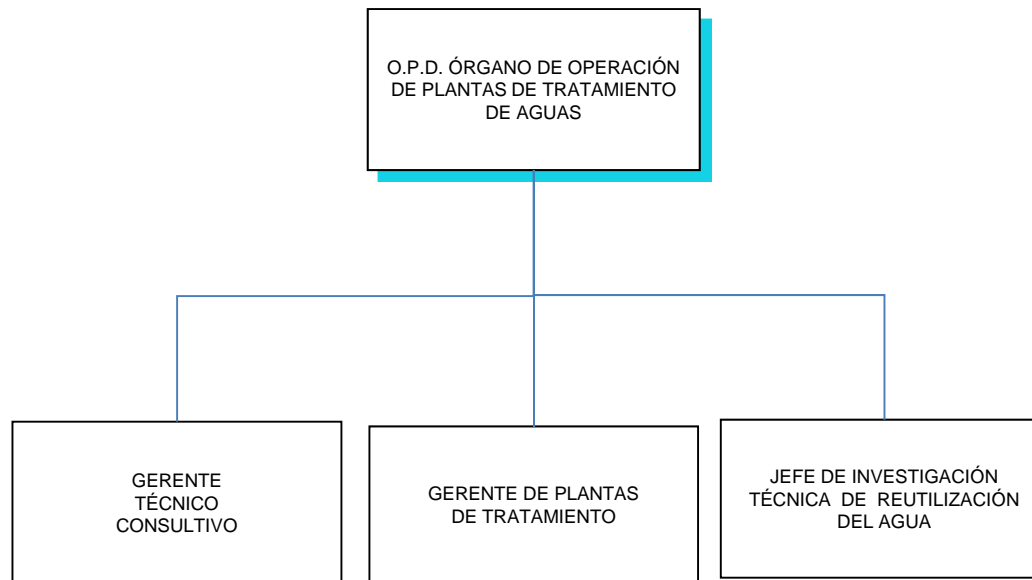 O.P.D. ÓRGANO DE OPERACIÓN
DE PLANTAS DE TRATAMIENTO
DE AGUAS
GERENTE
TÉCNICO
CONSULTIVO
GERENTE DE PLANTAS
DE TRATAMIENTO
JEFE DE INVESTIGACIÓN
TÉCNICA DE REUTILIZACIÓN
DEL AGUA